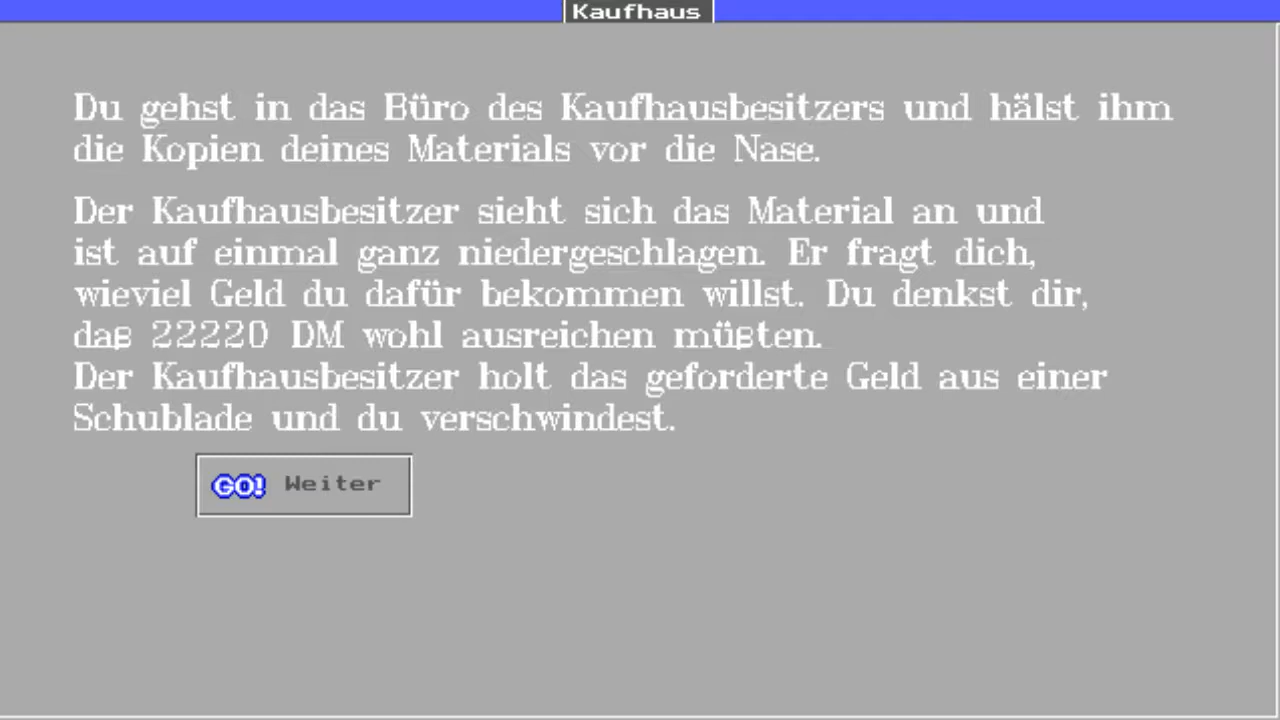 Kaufhaus
Du gehst in das Büro des Kaufhausbesitzers und hälst ihm
die Kopien deines Materials vor die Nase.
Der Kaufhausbesitzer sieht sich das Material an und
ist auf einmal ganz niedergeschlagen. Er fragt dich,
wieviel Geld du dafür bekommen willst. Du denkst dir,
daß 22220 DM wohl ausreichen müßten.
Der Kaufhausbesitzer holt das geforderte Geld aus einer
Schublade und du verschwindest.
GO! Weiter